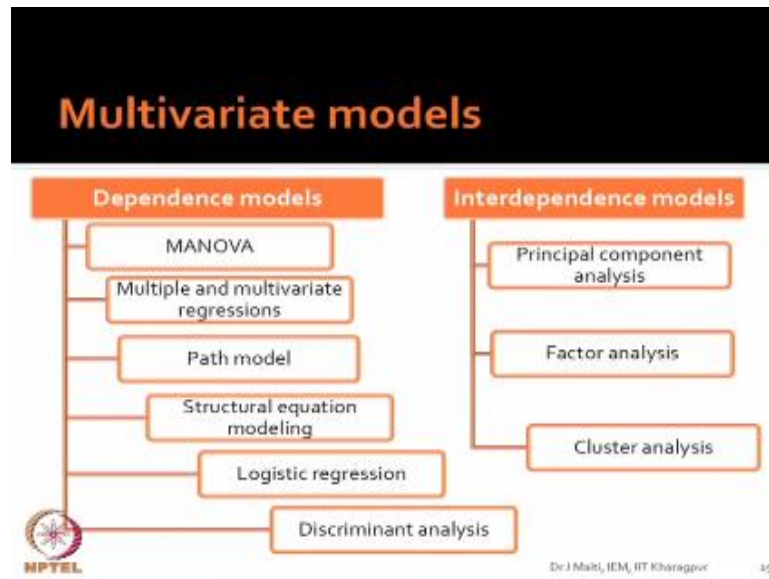 Multivariate models
Dependence models
MANOVA
Multiple and multivariate
regressions
Path model
Structural equation
modeling
Logistic regression
Discriminant analysis
Interdependence models
Principal component
analysis
Factor analysis
Cluster analysis
NPTEL
Dr J Maiti, IEM, IIT Kharagpur